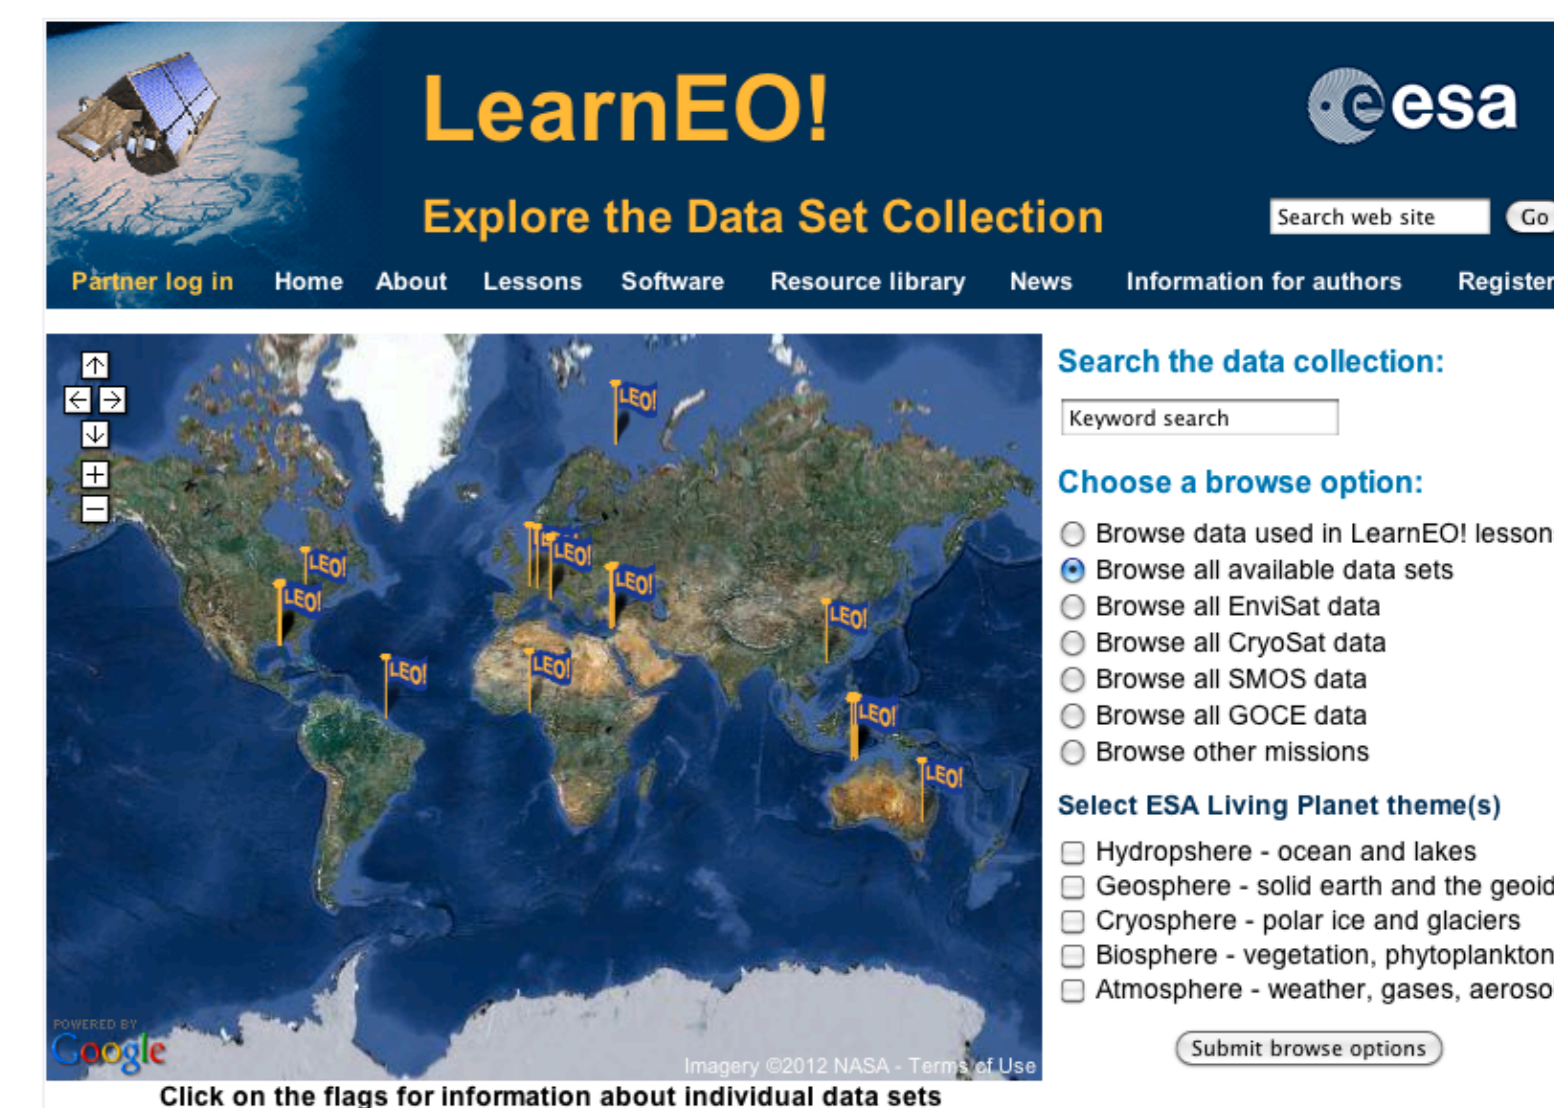 LearnEO!
esa
Explore the Data Set Collection
Search web site
Go
Partner log in Home About Lessons Software Resource library News Information for authors Register
LEO!
LEO!
LEO!
LEO!
LEO!
LEO!
LEO!
LEO!
LEO!
LEO!
POWERED BY
Google
Imagery ©2012 NASA - Terms of Use
Click on the flags for information about individual data sets
Search the data collection:
Keyword search
Choose a browse option:
Browse data used in LearnEO! lesson
Browse all available data sets
Browse all EnviSat data
Browse all CryoSat data
Browse all SMOS data
Browse all GOCE data
Browse other missions
Select ESA Living Planet theme(s)
Hydropshere - ocean and lakes
Geosphere - solid earth and the geoid
Cryosphere - polar ice and glaciers
Biosphere - vegetation, phytoplankton
Atmosphere - weather, gases, aeroso
Submit browse options